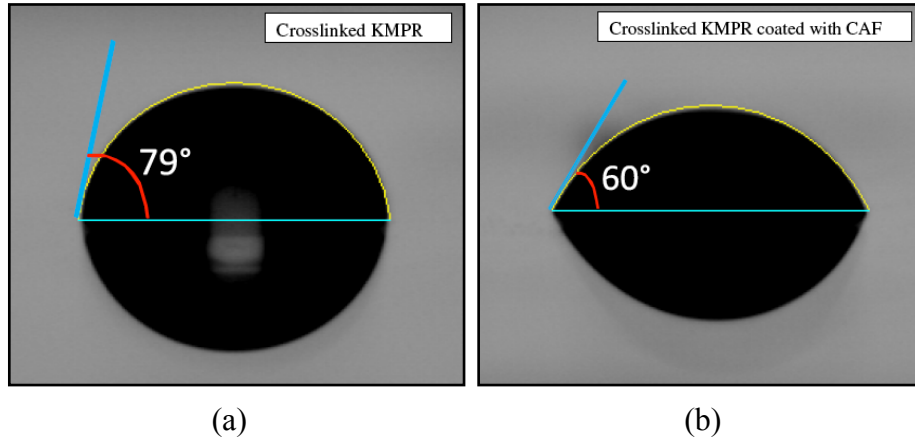 Crosslinked KMPR
Crosslinked KMPR coated with CAF
79°
60°
(a)
(b)